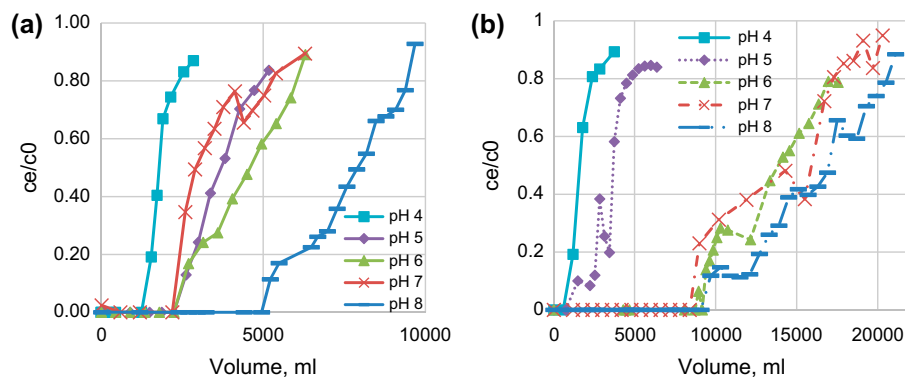 (a)
1.00
0.80
0.60
0.40
0.20
0.00
ce/c0
0
5000
10000
Volume, ml
pH 4
pH 5
pH 6
pH 7
pH 8
(b)
1
0.8
0.6
0.4
0.2
0
ce/c0
0
5000
10000
15000
20000
Volume, ml
pH 4
pH 5
pH 6
pH 7
pH 8